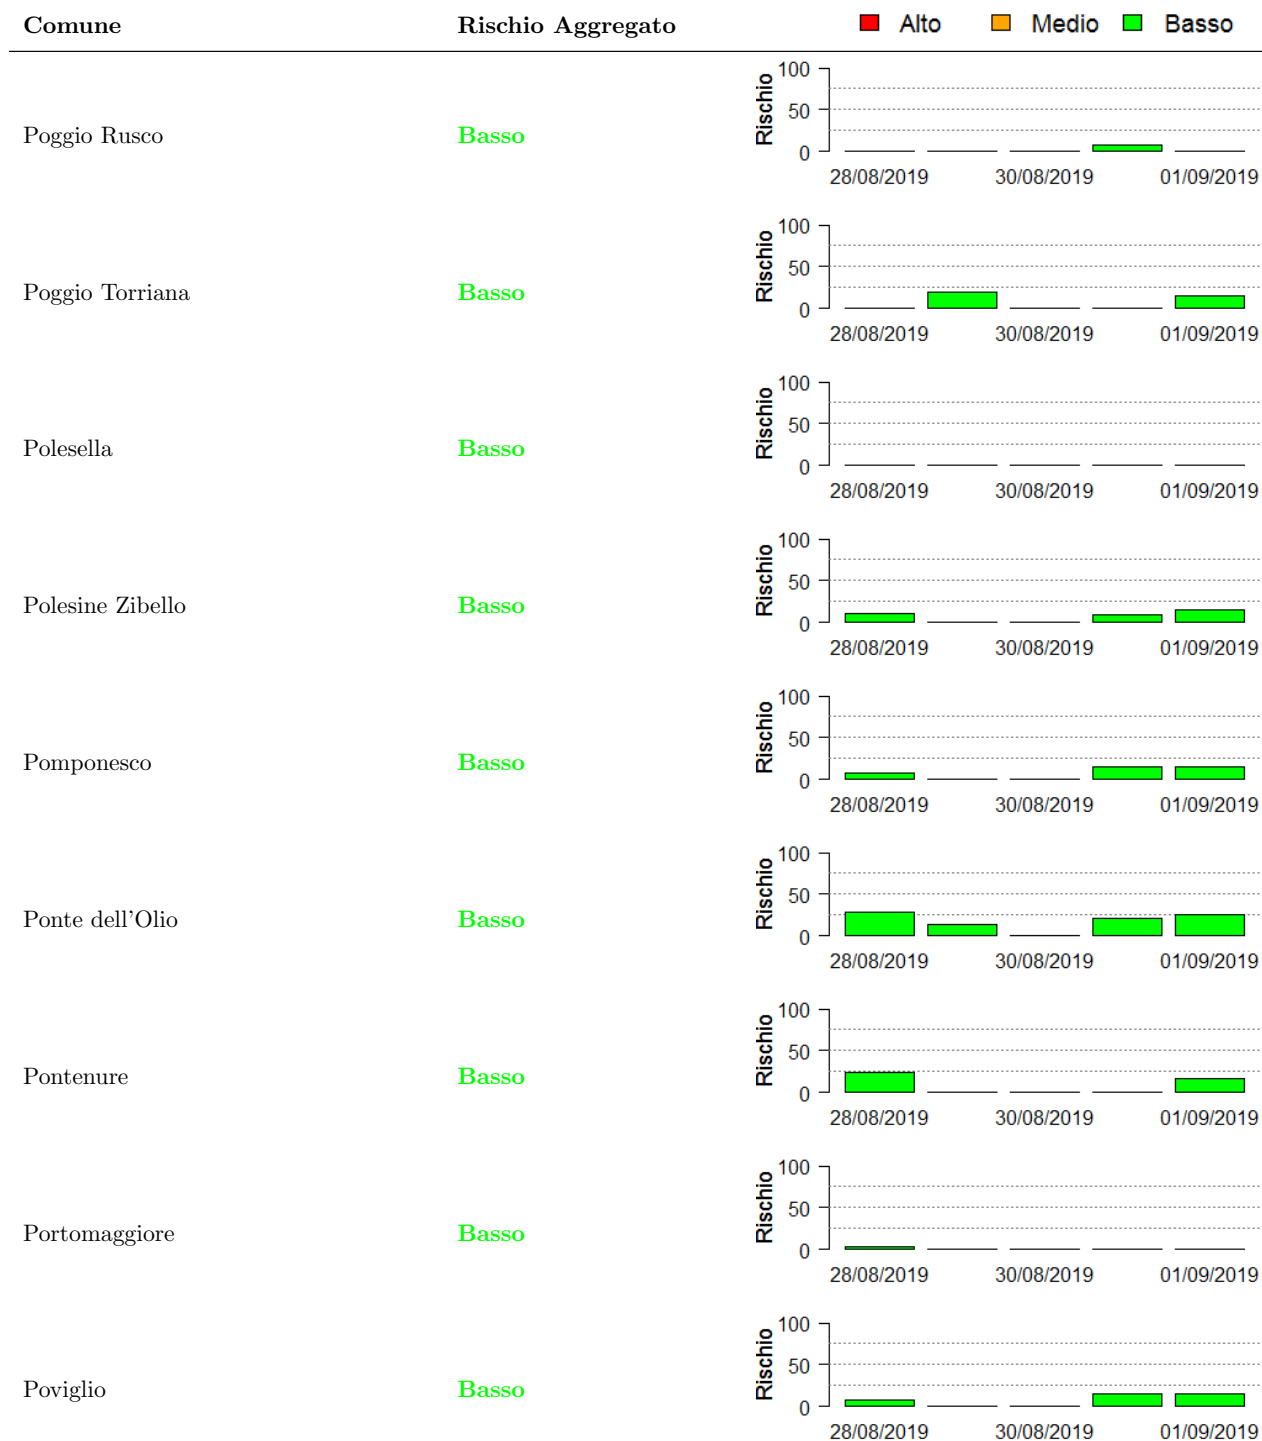 Comune Rischio Aggregato Alto Medio Basso
100
50
0
Rischio
Poggio Rusco Basso
28/08/2019 30/08/2019 01/09/2019
100
50
0
Rischio
Poggio Torriana Basso
28/08/2019 30/08/2019 01/09/2019
100
50
0
Rischio
Polesella Basso
28/08/2019 30/08/2019 01/09/2019
100
50
0
Rischio
Polesine Zibello Basso
28/08/2019 30/08/2019 01/09/2019
100
50
0
Rischio
Pomponesco Basso
28/08/2019 30/08/2019 01/09/2019
100
50
0
Rischio
Ponte dell'Olio Basso
28/08/2019 30/08/2019 01/09/2019
100
50
0
Rischio
Pontenure Basso
28/08/2019 30/08/2019 01/09/2019
100
50
0
Rischio
Portomaggiore Basso
28/08/2019 30/08/2019 01/09/2019
100
50
0
Rischio
Poviglio Basso
28/08/2019 30/08/2019 01/09/2019